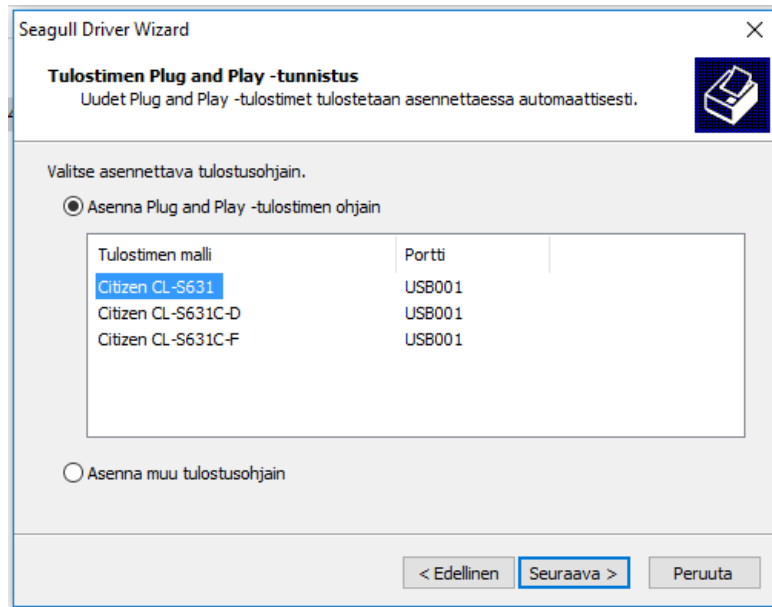 Seagull Driver Wizard
Tulostimen Plug and Play -tunnistus
Uudet Plug and Play -tulostimet tulostetaan asennettaessa automaattisesti.
Valitse asennettava tulostusohjain.
Asenna Plug and Play -tulostimen ohjain
Tulostimen malli Portti
Citizen CL-S631 USB001
Citizen CL-S631C-D USB001
Citizen CL-S631C-F USB001
Asenna muu tulostusohjain
< Edellinen Seuraava > Peruuta